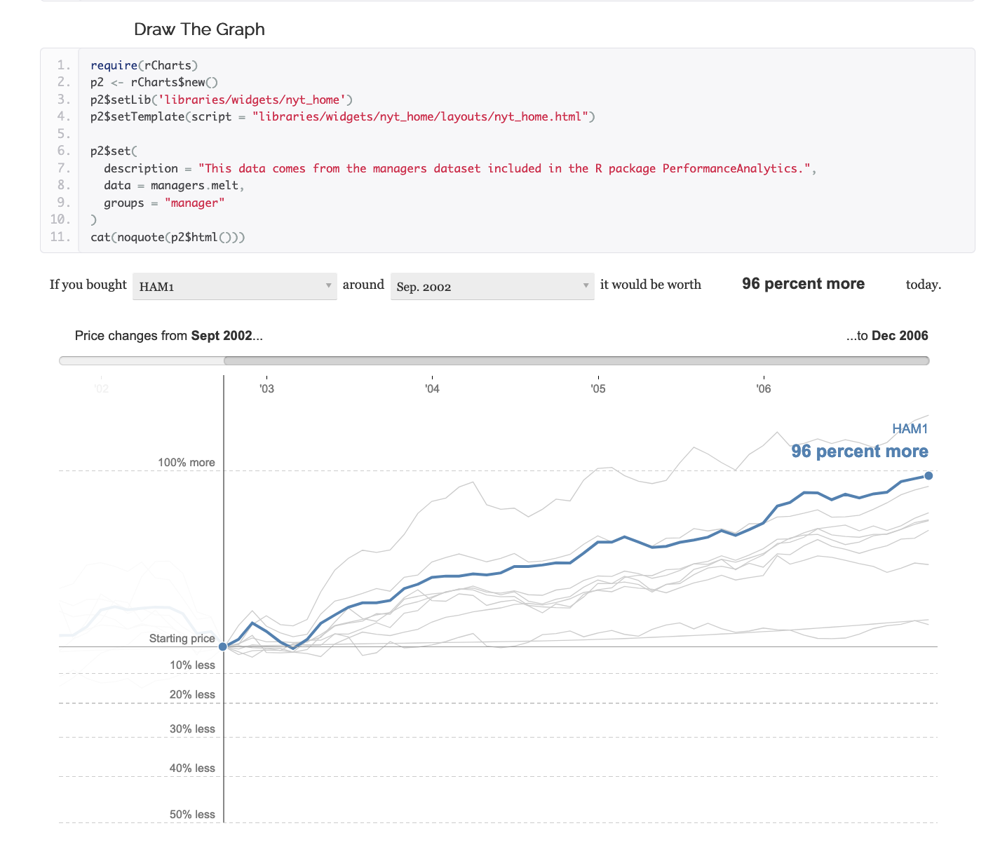 Draw The Graph
1. require(rCharts)
2. p2 <- rCharts$new()
3. p2$setLib('libraries/widgets/nyt_home')
4. p2$setTemplate(script = "libraries/widgets/nyt_home/layouts/nyt_home.html")
5.
6. p2$set(
7.   description = "This data comes from the managers dataset included in the R package PerformanceAnalytics.",
8.   data = managers.melt,
9.   groups = "manager"
10. )
11. cat(noquote(p2$html()))
If you bought HAM1 around Sep. 2002 it would be worth 96 percent more today.
Price changes from Sept 2002... ...to Dec 2006
'02 '03 '04 '05 '06
HAM1
96 percent more
100% more
Starting price
10% less
20% less
30% less
40% less
50% less